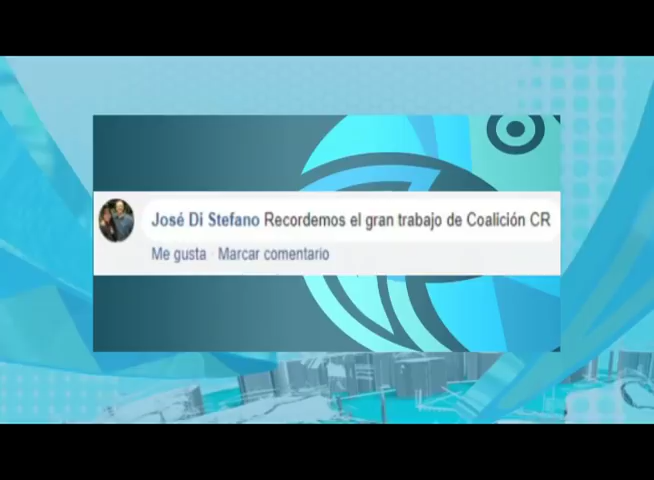 José Di Stefano Recordemos el gran trabajo de Coalición CR
Me gusta · Marcar comentario